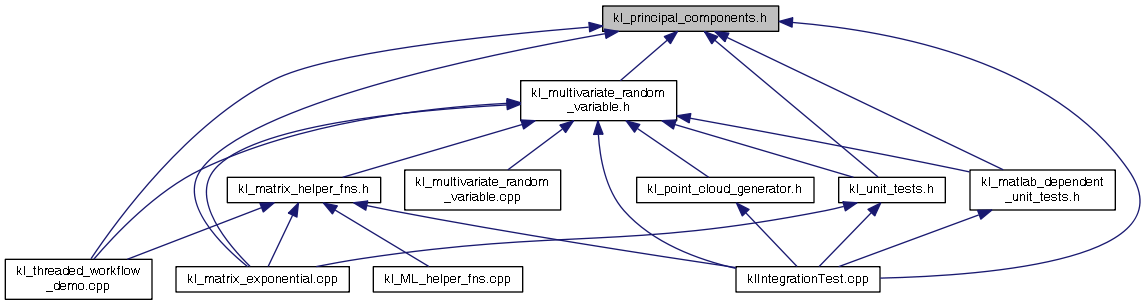 kl_principal_components.h
kl_multivariate_random
_variable.h
kl_matrix_helper_fns.h
kl_multivariate_random
_variable.cpp
kl_point_cloud_generator.h
kl_unit_tests.h
kl_matlab_dependent
_unit_tests.h
kl_threaded_workflow
_demo.cpp
kl_matrix_exponential.cpp
kl_ML_helper_fns.cpp
klIntegrationTest.cpp